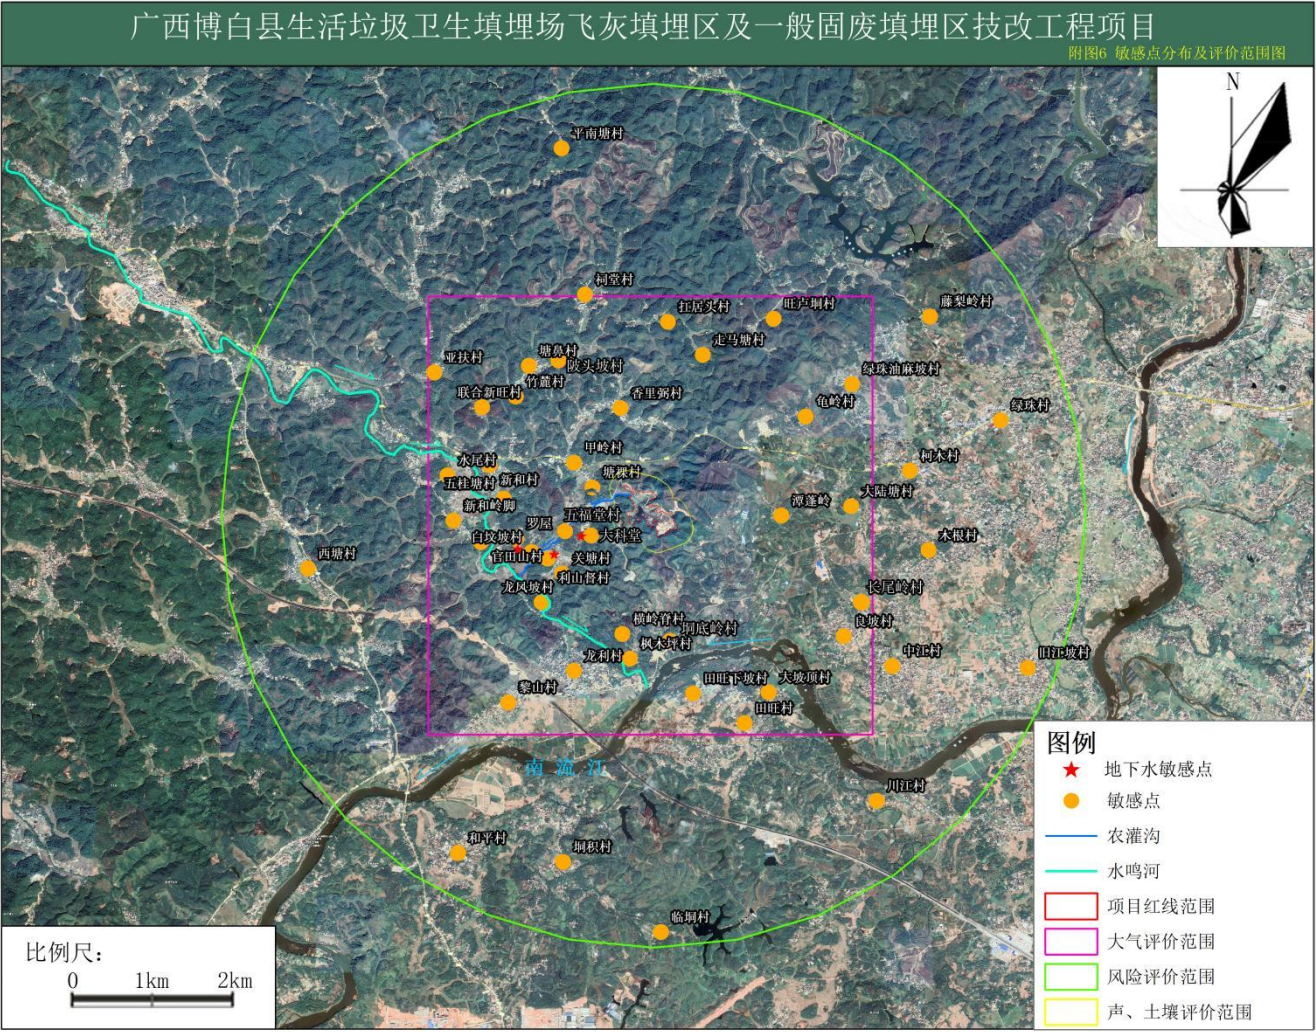 广西博白县生活垃圾卫生填埋场飞灰填埋区及一般固废填埋区技改工程项目
附图6 敏感点分布及评价范围图
N
平南塘村
祠堂村
扛居头村
旺卢垌村
藤梨岭村
走马塘村
塘鼻村
亚扶村
陂头坡村
绿珠油麻坡村
竹麓村
联合新旺村
香里弼村
龟岭村
绿珠村
甲岭村
水尾村
柯木村
塘裸村
五桂塘村
新和村
大陆塘村
潭蓬岭
新和岭脚
五福堂村
罗屋
白坟坡村
大科堂
木根村
官田山村
关塘村
西塘村
利山督村
龙凤坡村
长尾岭村
横岭脊村
垌底岭村
良坡村
枫木坪村
中江村
龙利村
旧江坡村
田旺下坡村
大坡顶村
黎山村
田旺村
南流江
川江村
和平村
垌积村
临垌村
图例
地下水敏感点
敏感点
农灌沟
水鸣河
项目红线范围
大气评价范围
风险评价范围
声、土壤评价范围
比例尺:
0 1km 2km